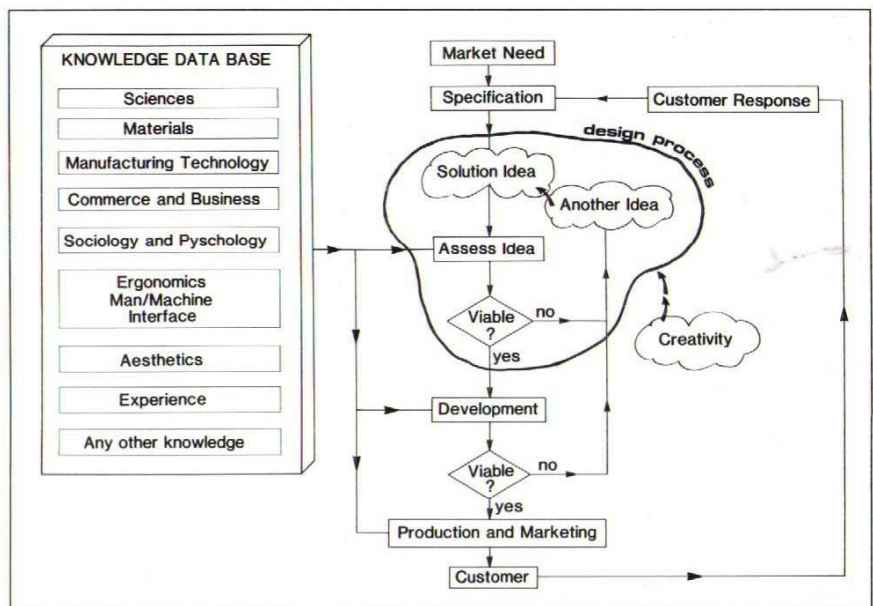 KNOWLEDGE DATA BASE
Sciences
Materials
Manufacturing Technology
Commerce and Business
Sociology and Pyschology
Ergonomics
Man/Machine
Interface
Aesthetics
Experience
Any other knowledge
Market Need
Specification
Customer Response
design process
Solution Idea
Another Idea
Assess Idea
Viable
?
no
yes
Creativity
Development
Viable
?
no
yes
Production and Marketing
Customer